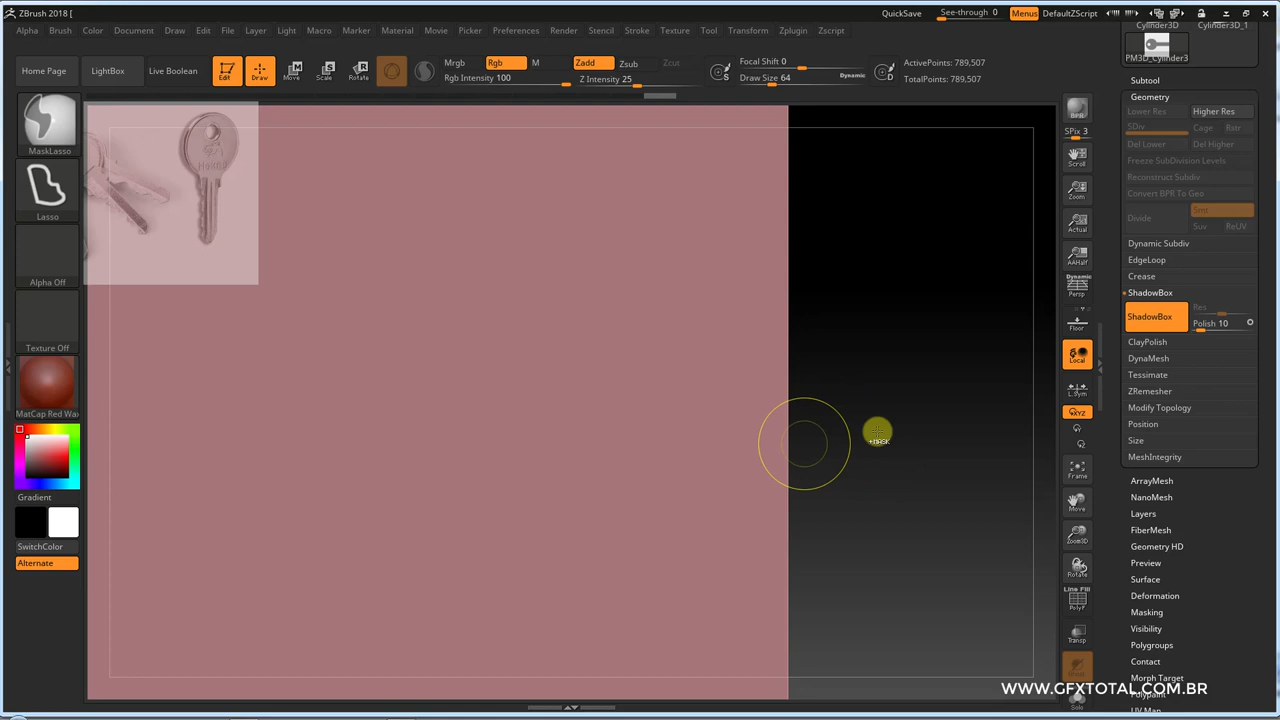 ZBrush 2018 [
QuickSave
See-through 0
Menus
DefaultZScript
Alpha
Brush
Color
Document
Draw
Edit
File
Layer
Light
Macro
Marker
Material
Movie
Picker
Preferences
Render
Stencil
Stroke
Texture
Tool
Transform
Zplugin
Zscript
Cylinder3D
Cylinder3D_1
PM3D_Cylinder3
Home Page
LightBox
Live Boolean
Edit
Draw
Move
Scale
Rotate
Mrgb
Rgb
M
Rgb Intensity 100
Zadd
Zsub
Zcut
Z Intensity 25
S
Focal Shift 0
Draw Size 64
Dynamic
D
ActivePoints: 789,507
TotalPoints: 789,507
MaskLasso
Lasso
Alpha Off
Texture Off
MatCap Red Wax
Gradient
SwitchColor
Alternate
+MASK
BPR
SPix 3
Scroll
Zoom
Actual
AAHalf
Dynamic
Persp
Floor
Local
L.Sym
XYZ
Y
Z
Frame
Move
Zoom3D
Rotate
Line Fill
PolyF
Transp
Solo
Subtool
Geometry
Lower Res
Higher Res
SDiv
Cage
Rstr
Del Lower
Del Higher
Freeze SubDivision Levels
Reconstruct Subdiv
Convert BPR To Geo
Divide
Smt
Suv
ReUV
Dynamic Subdiv
EdgeLoop
Crease
ShadowBox
ShadowBox
Res
Polish 10
ClayPolish
DynaMesh
Tessimate
ZRemesher
Modify Topology
Position
Size
MeshIntegrity
ArrayMesh
NanoMesh
Layers
FiberMesh
Geometry HD
Preview
Surface
Deformation
Masking
Visibility
Polygroups
Contact
Morph Target
Polypaint
UV Map
WWW.GFXTOTAL.COM.BR